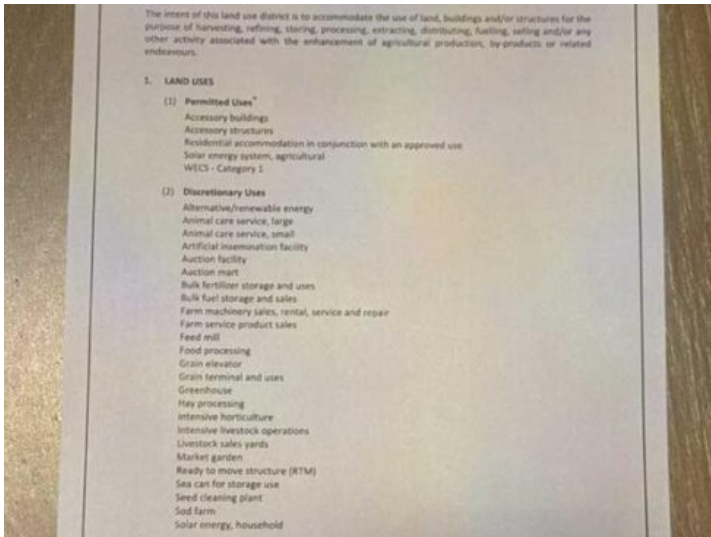 The intent of this land use district is to accommodate the use of land, buildings and/or structures for the
purpose of harvesting, refining, storing, processing, extracting, distributing, fuelling, selling and/or any
other activity associated with the enhancement of agricultural production, by-products or related
endeavours.
1. LAND USES
(1) Permitted Uses*
Accessory buildings
Accessory structures
Residential accommodation in conjunction with an approved use
Solar energy system, agricultural
WECS - Category 1
(2) Discretionary Uses
Alternative/renewable energy
Animal care service, large
Animal care service, small
Artificial insemination facility
Auction facility
Auction mart
Bulk fertilizer storage and uses
Bulk fuel storage and sales
Farm machinery sales, rental, service and repair
Farm service product sales
Feed mill
Food processing
Grain elevator
Grain terminal and uses
Greenhouse
Hay processing
Intensive horticulture
Intensive livestock operations
Livestock sales yards
Market garden
Ready to move structure (RTM)
Sea can for storage use
Seed cleaning plant
Sod farm
Solar energy, household